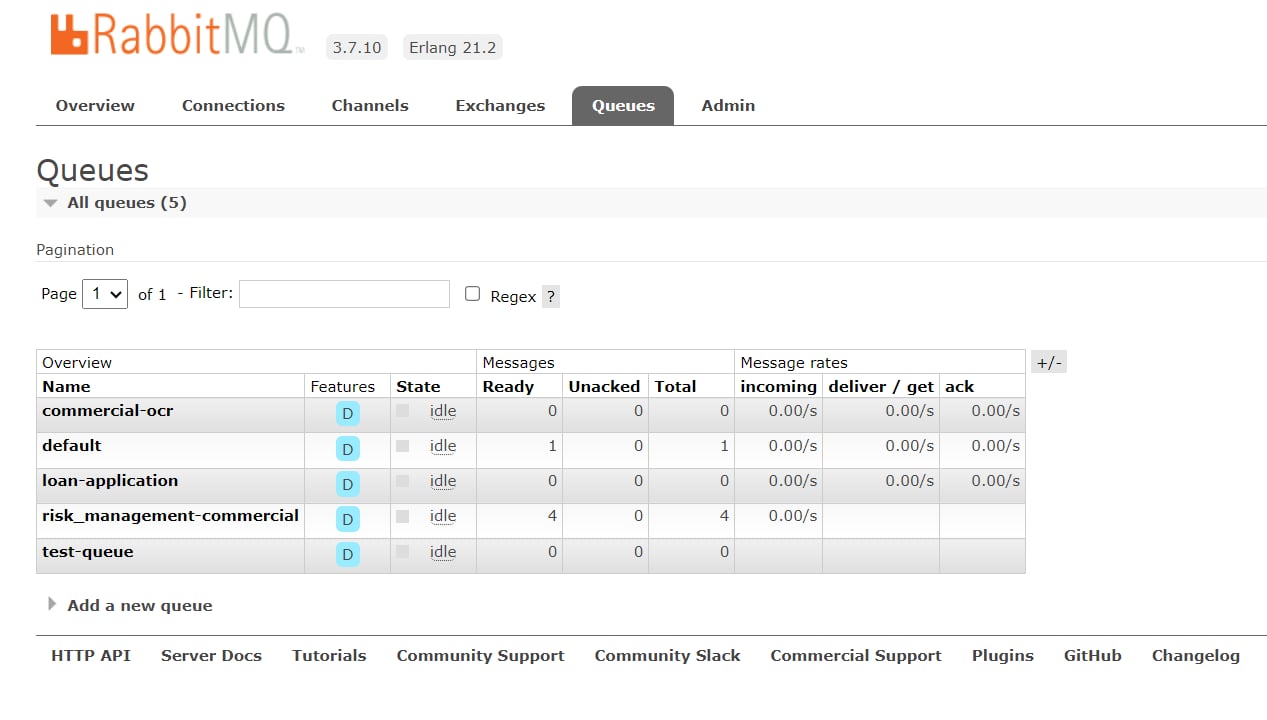 RabbitMQ TM 3.7.10 Erlang 21.2
Overview Connections Channels Exchanges Queues Admin
Queues
All queues (5)
Pagination
Page 1 of 1 - Filter: Regex ?
Overview Messages Message rates +/-
Name Features State Ready Unacked Total incoming deliver / get ack
commercial-ocr D idle 0 0 0 0.00/s 0.00/s 0.00/s
default D idle 1 0 1 0.00/s 0.00/s 0.00/s
loan-application D idle 0 0 0 0.00/s 0.00/s 0.00/s
risk_management-commercial D idle 4 0 4 0.00/s
test-queue D idle 0 0 0
Add a new queue
HTTP API Server Docs Tutorials Community Support Community Slack Commercial Support Plugins GitHub Changelog